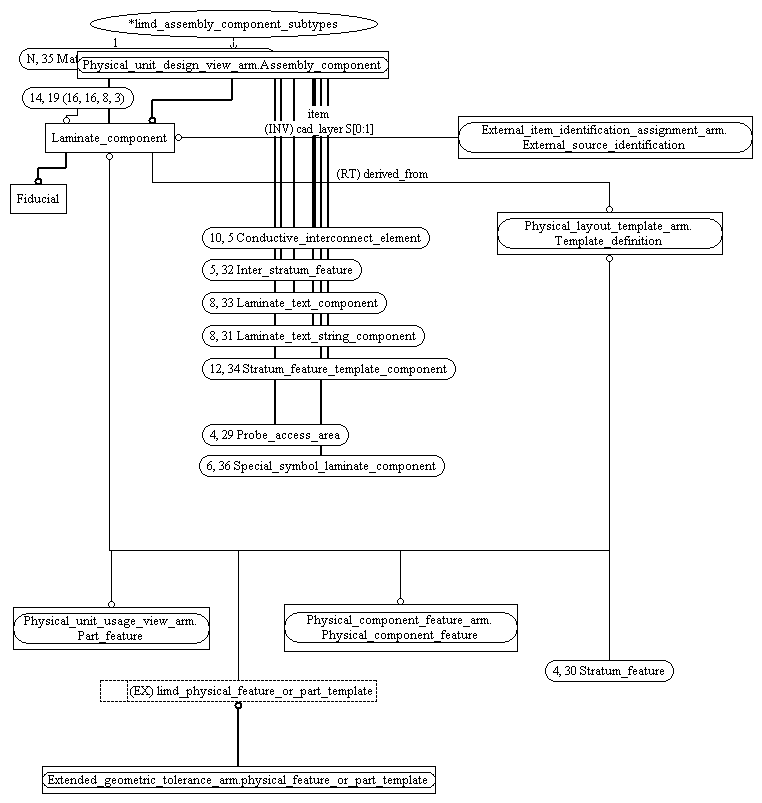 *limd_assembly_component_subtypes
1
N, 35 Mat
Physical_unit_design_view_arm.Assembly_component
14, 19 (16, 16, 8, 3)
item
(INV) cad_layer S[0:1]
Laminate_component
External_item_identification_assignment_arm.
External_source_identification
(RT) derived_from
Fiducial
Physical_layout_template_arm.
Template_definition
10, 5 Conductive_interconnect_element
5, 32 Inter_stratum_feature
8, 33 Laminate_text_component
8, 31 Laminate_text_string_component
12, 34 Stratum_feature_template_component
4, 29 Probe_access_area
6, 36 Special_symbol_laminate_component
Physical_unit_usage_view_arm.
Part_feature
Physical_component_feature_arm.
Physical_component_feature
4, 30 Stratum_feature
(EX) limd_physical_feature_or_part_template
Extended_geometric_tolerance_arm.physical_feature_or_part_template